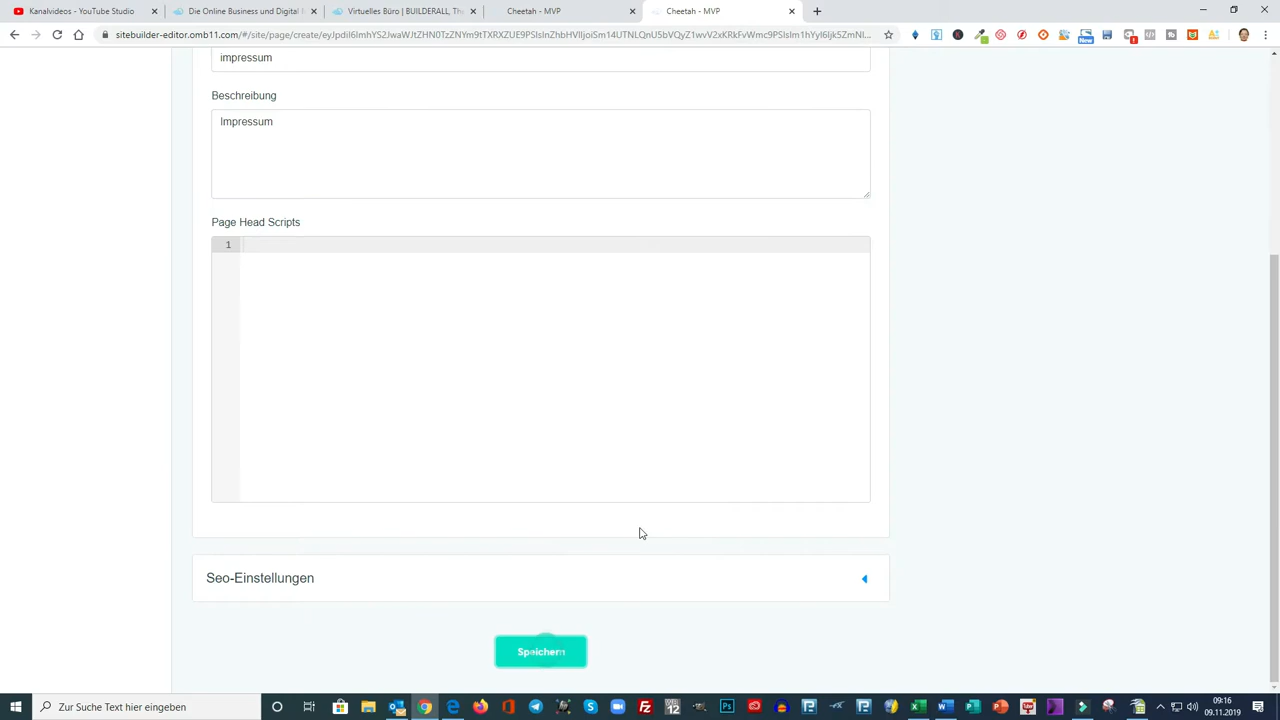 Kanalvideos - YouTube Studio
Die Online Business und Digital
Virtuelles Büro | BUILDERALL, Th
Cheetah - MVP
Cheetah - MVP
impressum
Beschreibung
Impressum
Page Head Scripts
1
Seo-Einstellungen
Speichern
Zur Suche Text hier eingeben
09:16
09.11.2019